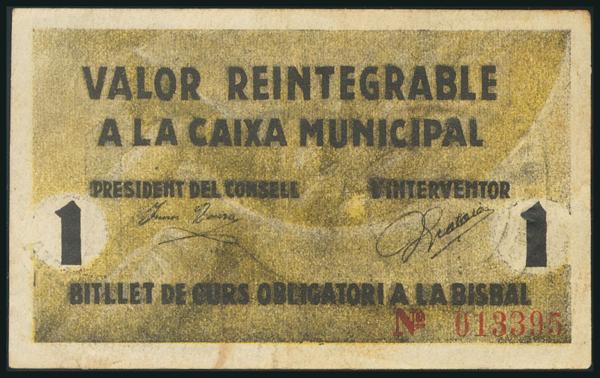 VALOR REINTEGRABLE
A LA CAIXA MUNICIPAL
PRESIDENT DEL CONSELL L'INTERVENTOR
1 1
BITLLET DE CURS OBLIGATORI A LA BISBAL
Nº 013395